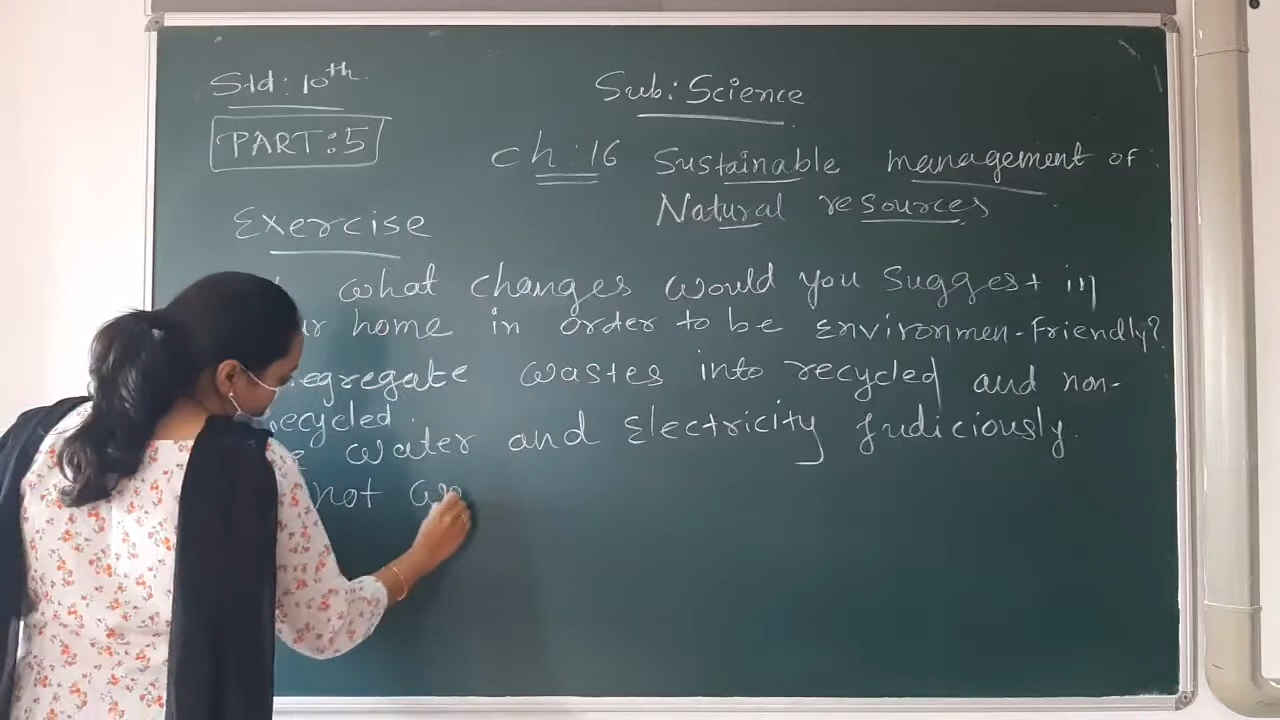 Std: 10th.
Sub: Science
PART: 5
ch: 16 Sustainable management of
Natural resources
Exercise
what changes would you suggest in
home in order to be Environmen-Friendly?
egregate wastes into recycled and non-
recycled.
water and Electricity Judiciously.
not